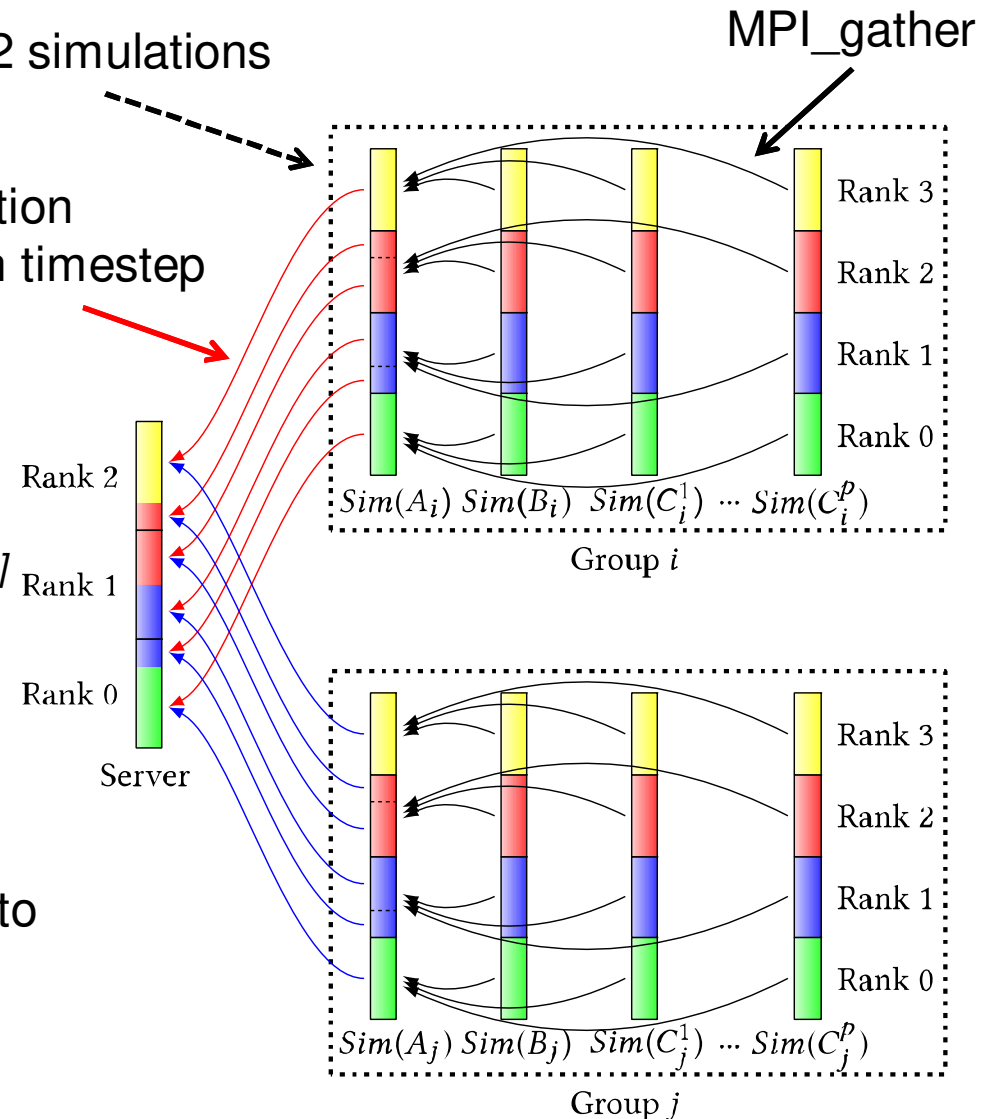 2 simulations
MPI_gather
tion
timestep
Rank 3
Rank 2
Rank 1
Rank 0
Sim(A_i) Sim(B_i) Sim(C_i^1) ... Sim(C_i^p)
Group i
Rank 2
Rank 1
Rank 0
Server
to
Rank 3
Rank 2
Rank 1
Rank 0
Sim(A_j) Sim(B_j) Sim(C_j^1) ... Sim(C_j^p)
Group j